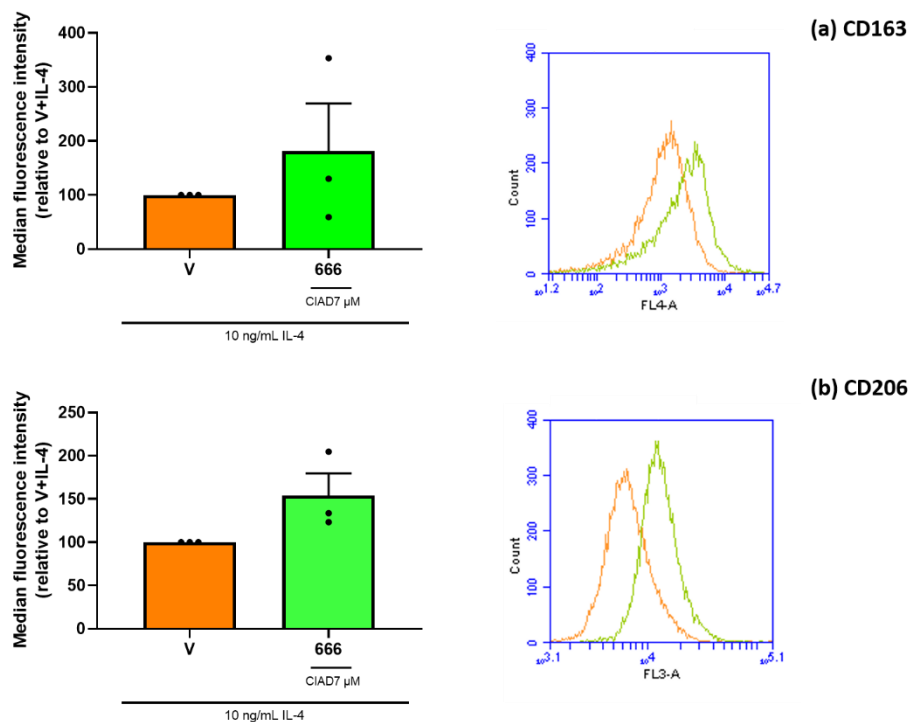 (a) CD163
Median fluorescence intensity
(relative to V+IL-4)
400
300
200
100
0
V
666
CIAD7 µM
10 ng/mL IL-4
Count
400
300
200
100
0
10^1.2
10^2
10^3
10^4
10^4.7
FL4-A
(b) CD206
Median fluorescence intensity
(relative to V+IL-4)
250
200
150
100
50
0
V
666
CIAD7 µM
10 ng/mL IL-4
Count
400
300
200
100
0
10^3.1
10^4
10^5.1
FL3-A